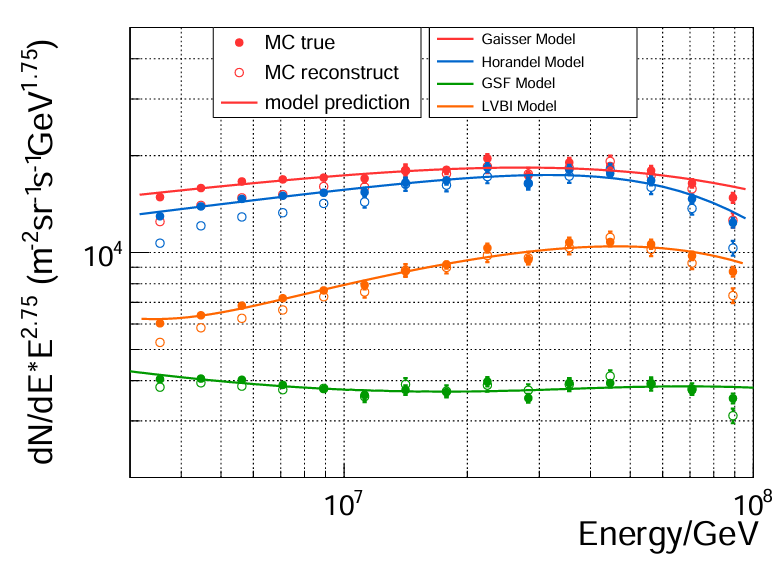 MC true
MC reconstruct
model prediction
Gaisser Model
Horandel Model
GSF Model
LVBI Model
dN/dE*E^2.75 (m^-2sr^-1s^-1GeV^1.75)
10^4
10^7
10^8
Energy/GeV